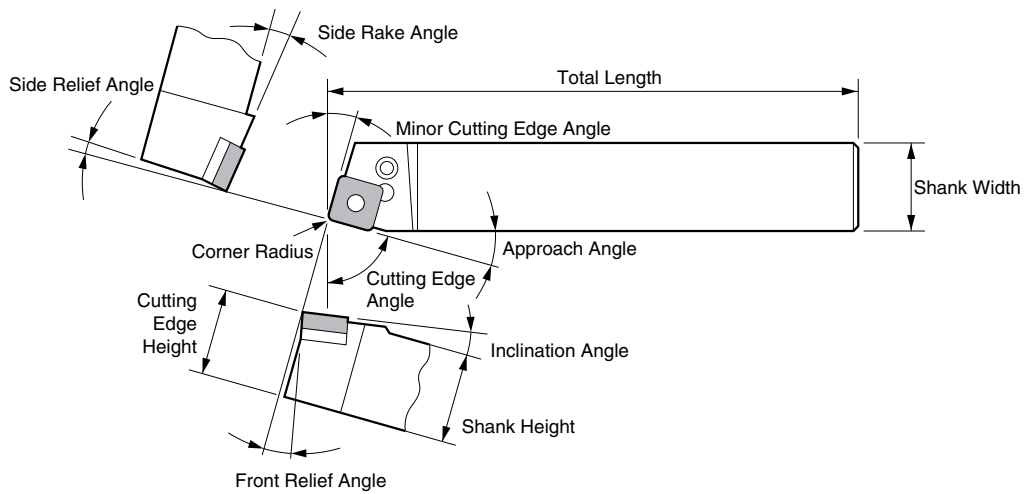 Side Rake Angle
Side Relief Angle
Total Length
Minor Cutting Edge Angle
Shank Width
Corner Radius
Approach Angle
Cutting Edge
Angle
Cutting
Edge
Height
Inclination Angle
Shank Height
Front Relief Angle